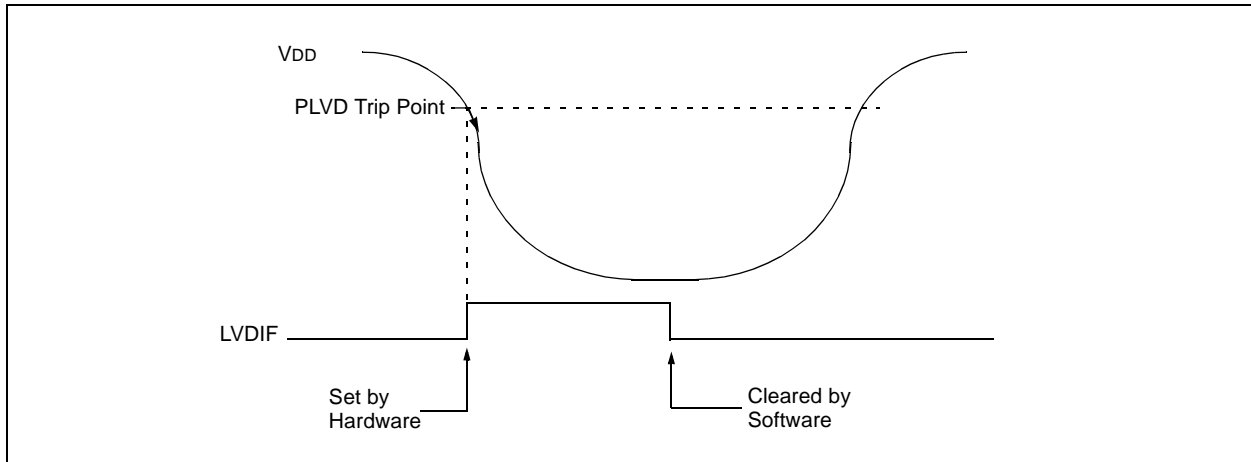 VDD
PLVD Trip Point
LVDIF
Set by
Hardware
Cleared by
Software